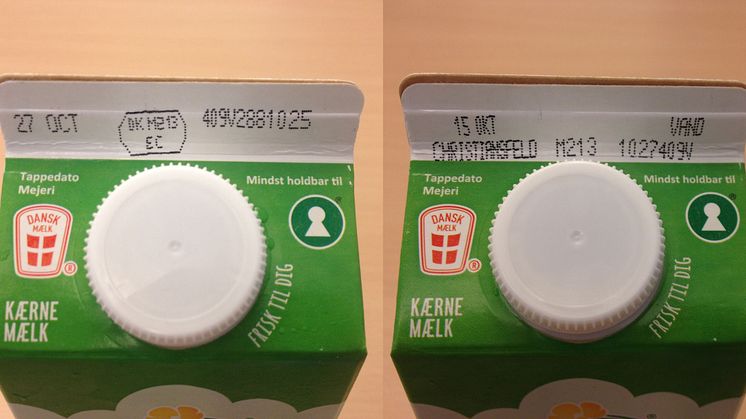 27 OCT
DK M213
EC
409V2881025
Tappedato
Mejeri
Mindst holdbar til
DANSK
MÆLK
®
KÆRNE
MÆLK
FRISK TIL DIG
15 OKT
VAND
CHRISTIANSFELD M213 1027409V
Tappedato
Mejeri
Mindst holdbar til
DANSK
MÆLK
®
KÆRNE
MÆLK
FRISK TIL DIG